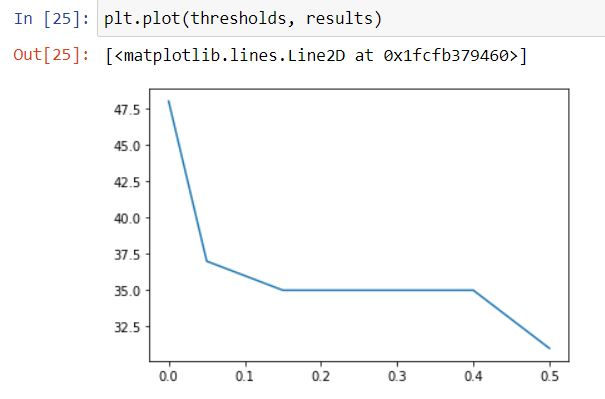 In [25]: plt.plot(thresholds, results)
Out[25]: [<matplotlib.lines.Line2D at 0x1fcfb379460>]
47.5
45.0
42.5
40.0
37.5
35.0
32.5
0.0 0.1 0.2 0.3 0.4 0.5